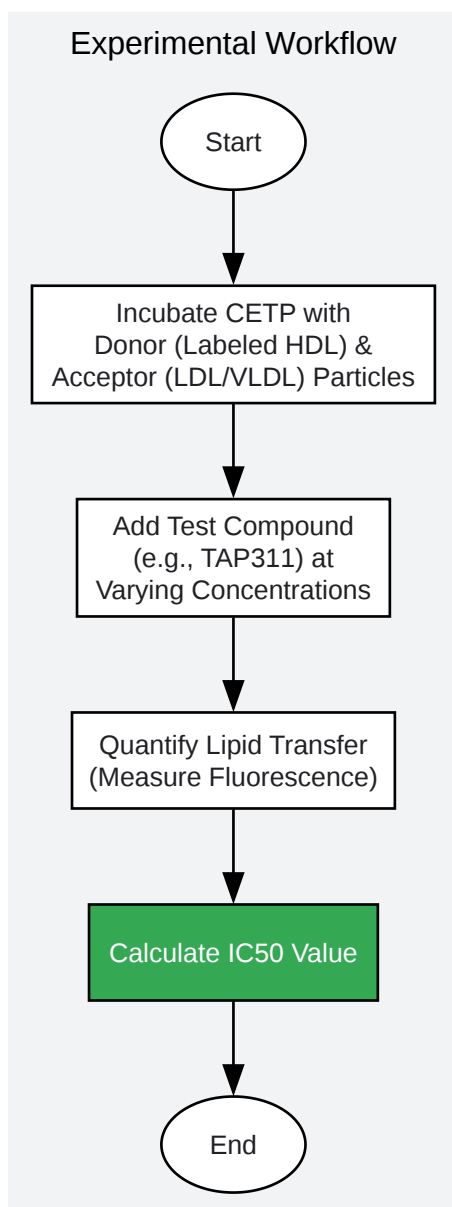 Experimental Workflow
Start
Incubate CETP with
Donor (Labeled HDL) &
Acceptor (LDL/VLDL) Particles
Add Test Compound
(e.g., TAP311) at
Varying Concentrations
Quantify Lipid Transfer
(Measure Fluorescence)
Calculate IC50 Value
End